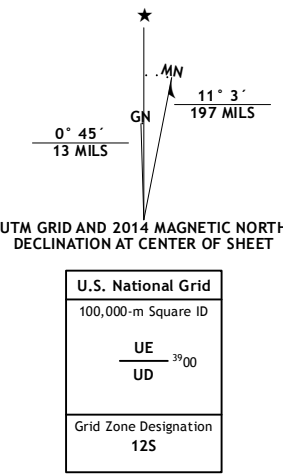 ★
MN
GN
11° 3´
197 MILS
0° 45´
13 MILS
UTM GRID AND 2014 MAGNETIC NORTH
DECLINATION AT CENTER OF SHEET
U.S. National Grid
100,000-m Square ID
UE
3900
UD
Grid Zone Designation
12S